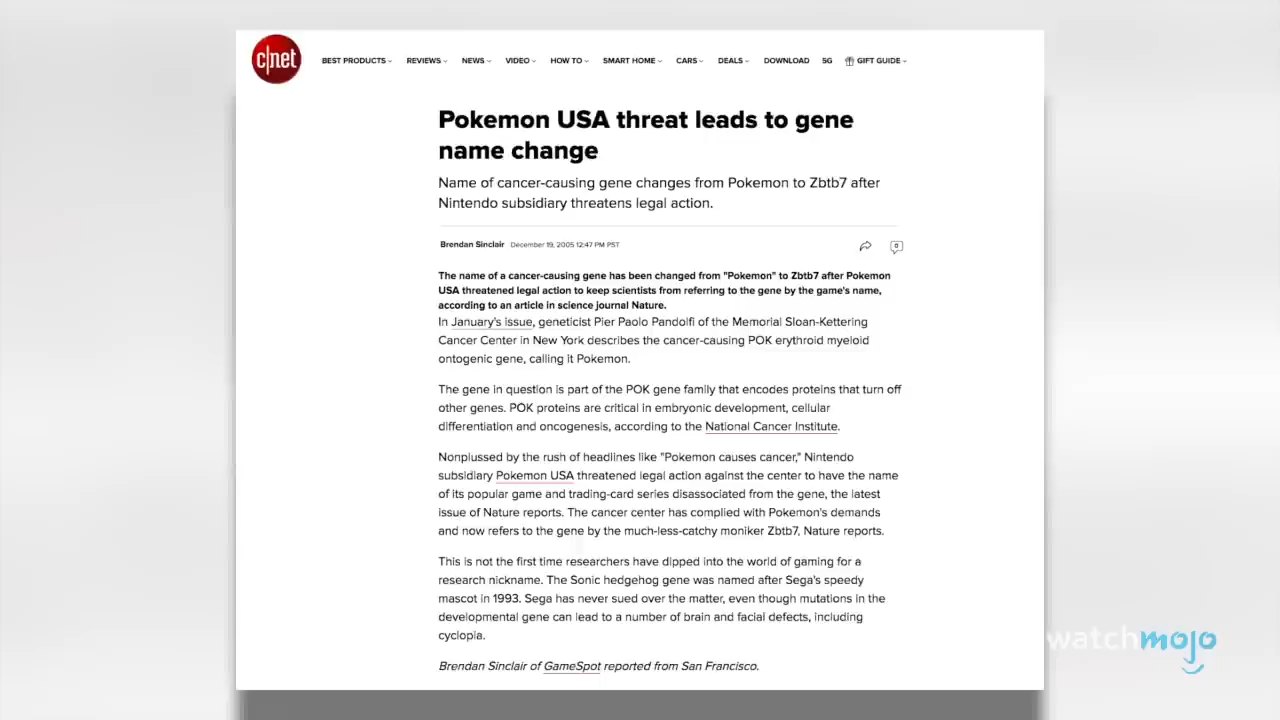 c|net
BEST PRODUCTS REVIEWS NEWS VIDEO HOW TO SMART HOME CARS DEALS DOWNLOAD 5G GIFT GUIDE
Pokemon USA threat leads to gene
name change
Name of cancer-causing gene changes from Pokemon to Zbtb7 after
Nintendo subsidiary threatens legal action.
Brendan Sinclair December 19, 2005 12:47 PM PST
0
The name of a cancer-causing gene has been changed from "Pokemon" to Zbtb7 after Pokemon
USA threatened legal action to keep scientists from referring to the gene by the game's name,
according to an article in science journal Nature.
In January's issue, geneticist Pier Paolo Pandolfi of the Memorial Sloan-Kettering
Cancer Center in New York describes the cancer-causing POK erythroid myeloid
ontogenic gene, calling it Pokemon.
The gene in question is part of the POK gene family that encodes proteins that turn off
other genes. POK proteins are critical in embryonic development, cellular
differentiation and oncogenesis, according to the National Cancer Institute.
Nonplussed by the rush of headlines like "Pokemon causes cancer," Nintendo
subsidiary Pokemon USA threatened legal action against the center to have the name
of its popular game and trading-card series disassociated from the gene, the latest
issue of Nature reports. The cancer center has complied with Pokemon's demands
and now refers to the gene by the much-less-catchy moniker Zbtb7, Nature reports.
This is not the first time researchers have dipped into the world of gaming for a
research nickname. The Sonic hedgehog gene was named after Sega's speedy
mascot in 1993. Sega has never sued over the matter, even though mutations in the
developmental gene can lead to a number of brain and facial defects, including
cyclopia.
Brendan Sinclair of GameSpot reported from San Francisco.
watchmojo